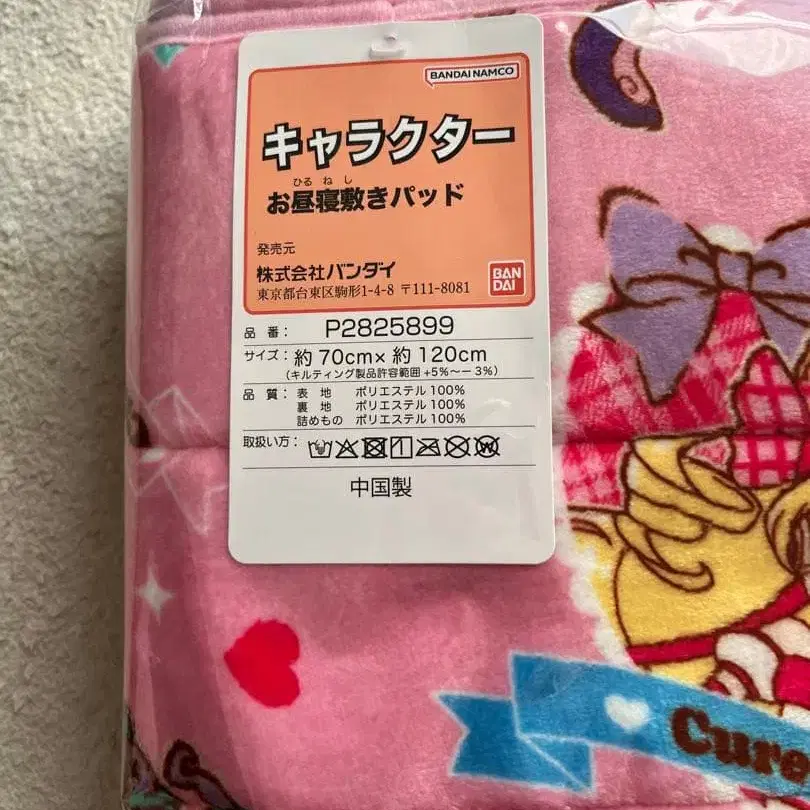 BANDAI NAMCO
キャラクター
ひる ね し
お昼寝敷きパッド
発売元
株式会社バンダイ
BAN
DAI
東京都台東区駒形1-4-8 〒111-8081
品 番： P2825899
サイズ： 約 70cm× 約 120cm
（キルティング製品許容範囲 +5%〜ー 3%）
品 質： 表 地 ポリエステル 100%
裏 地 ポリエステル 100%
詰めもの ポリエステル 100%
取扱い方：
中国製
Cure